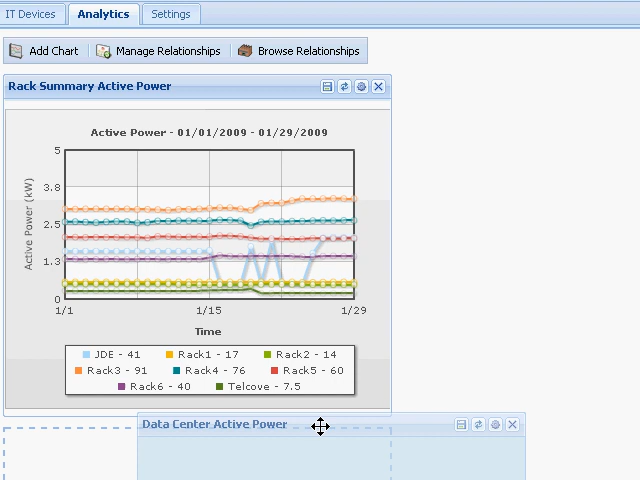 IT Devices Analytics Settings
Add Chart Manage Relationships Browse Relationships
Rack Summary Active Power
Active Power - 01/01/2009 - 01/29/2009
5
3.8
2.5
1.3
0
Active Power (kW)
1/1 1/15 1/29
Time
JDE - 41 Rack1 - 17 Rack2 - 14
Rack3 - 91 Rack4 - 76 Rack5 - 60
Rack6 - 40 Telcove - 7.5
Data Center Active Power